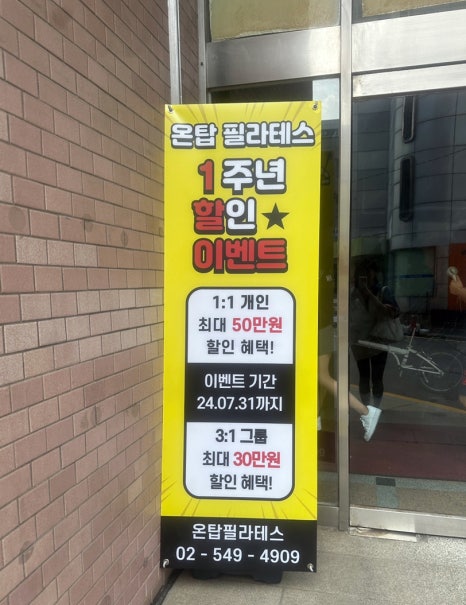 온탑 필라테스
1주년
할인★
이벤트
1:1 개인
최대 50만원
할인 혜택!
이벤트 기간
24.07.31까지
3:1 그룹
최대 30만원
할인 혜택!
온탑필라테스
02 - 549 - 4909